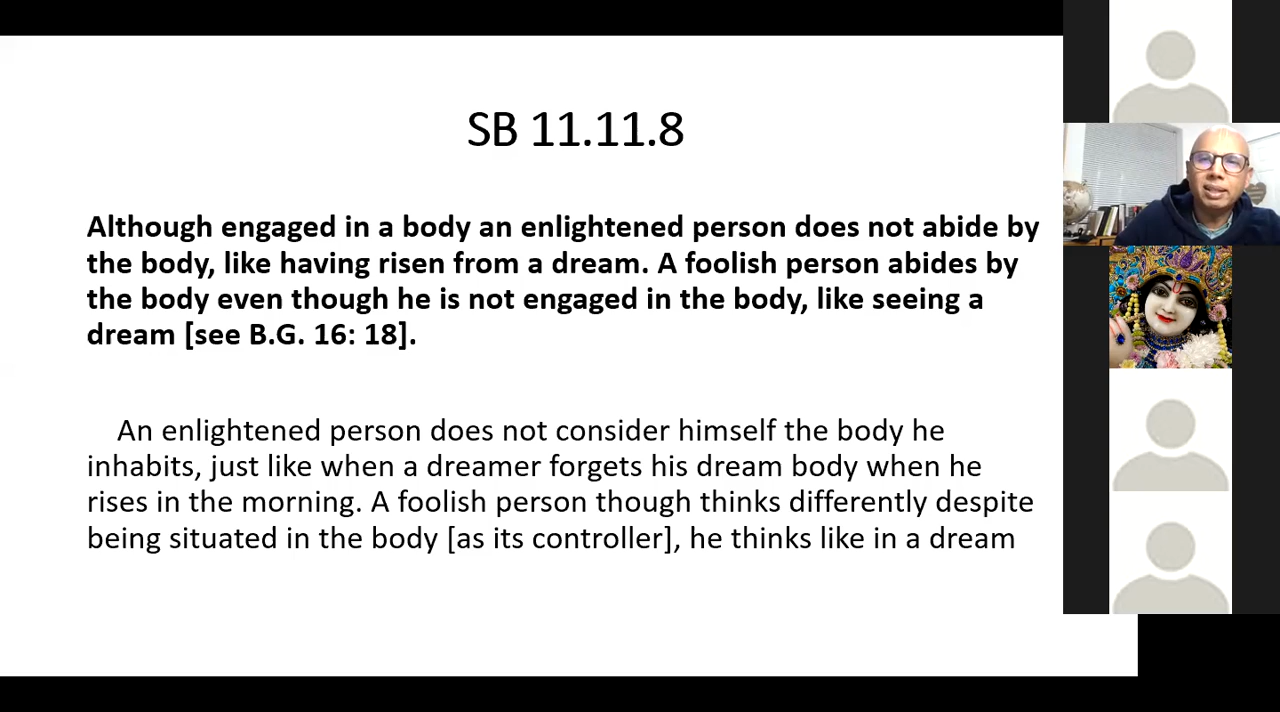 SB 11.11.8
Although engaged in a body an enlightened person does not abide by
the body, like having risen from a dream. A foolish person abides by
the body even though he is not engaged in the body, like seeing a
dream [see B.G. 16: 18].
An enlightened person does not consider himself the body he
inhabits, just like when a dreamer forgets his dream body when he
rises in the morning. A foolish person though thinks differently despite
being situated in the body [as its controller], he thinks like in a dream